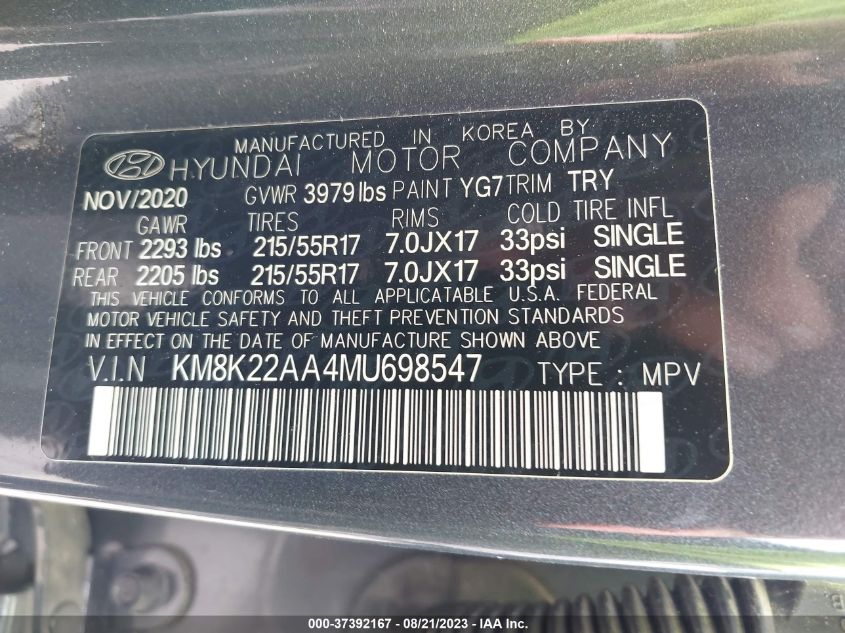 MANUFACTURED IN KOREA BY
HYUNDAI MOTOR COMPANY
NOV/2020 GVWR 3979lbs PAINT YG7 TRIM TRY
GAWR TIRES RIMS COLD TIRE INFL
FRONT 2293 lbs 215/55R17 7.0JX17 33psi SINGLE
REAR 2205 lbs 215/55R17 7.0JX17 33psi SINGLE
THIS VEHICLE CONFORMS TO ALL APPLICATABLE U.S.A. FEDERAL
MOTOR VEHICLE SAFETY AND THEFT PREVENTION STANDARDS
IN EFFECT ON THE DATE OF MANUFACTURER SHOWN ABOVE
V.I.N KM8K22AA4MU698547 TYPE : MPV
000-37392167 - 08/21/2023 - IAA Inc.